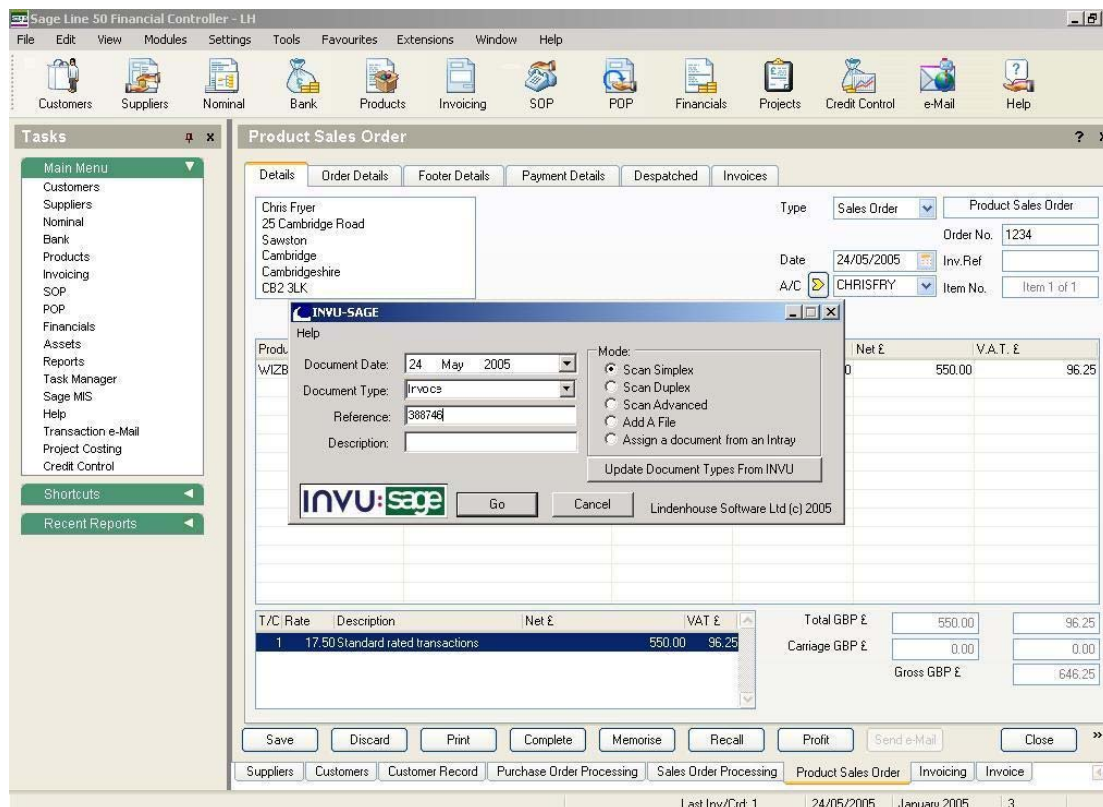 Sage Line 50 Financial Controller - LH
File Edit View Modules Settings Tools Favourites Extensions Window Help
Customers Suppliers Nominal Bank Products Invoicing SOP POP Financials Projects Credit Control e-Mail Help
Tasks
Main Menu
Customers
Suppliers
Nominal
Bank
Products
Invoicing
SOP
POP
Financials
Assets
Reports
Task Manager
Sage MIS
Help
Transaction e-Mail
Project Costing
Credit Control
Shortcuts
Recent Reports
Product Sales Order
Details Order Details Footer Details Payment Details Despatched Invoices
Chris Fryer
25 Cambridge Road
Sawston
Cambridge
Cambridgeshire
CB2 3LK
Type Sales Order Product Sales Order
Order No. 1234
Date 24/05/2005 Inv.Ref
A/C CHRISFRY Item No. Item 1 of 1
Net £ V.A.T. £
WIZB 550.00 96.25
INVU-SAGE
Help
Document Date: 24 May 2005
Document Type:
Reference: 388746
Description:
Mode:
Scan Simplex
Scan Duplex
Scan Advanced
Add A File
Assign a document from an Intray
Update Document Types From INVU
INVU:sage Go Cancel Lindenhouse Software Ltd (c) 2005
T/C Rate Description Net £ VAT £
1 17.50 Standard rated transactions 550.00 96.25
Total GBP £ 550.00 96.25
Carriage GBP £ 0.00 0.00
Gross GBP £ 646.25
Save Discard Print Complete Memorise Recall Profit Send e-Mail Close
Suppliers Customers Customer Record Purchase Order Processing Sales Order Processing Product Sales Order Invoicing Invoice
Last Inv/Crd: 1 24/05/2005 January 2005 3